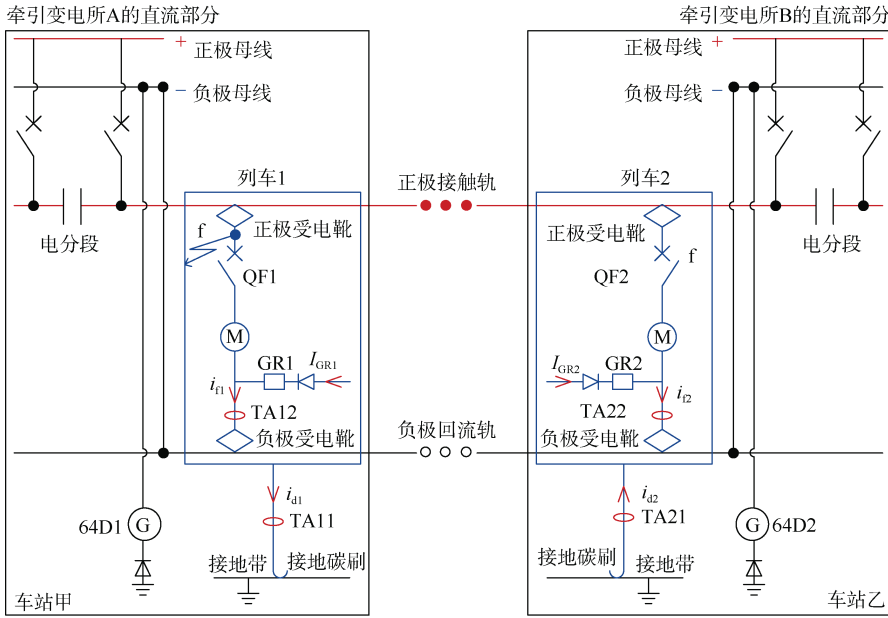 牵引变电所A的直流部分
牵引变电所B的直流部分
+ 正极母线
正极母线 +
− 负极母线
负极母线 −
列车1
正极接触轨
列车2
电分段
f
正极受电靴
正极受电靴
电分段
QF1
QF2
f
M
M
GR1
I_GR1
I_GR2
GR2
i_f1
TA12
TA22
i_f2
负极受电靴
负极回流轨
负极受电靴
64D1
G
i_d1
TA11
i_d2
TA21
G
64D2
接地带
接地碳刷
接地碳刷
接地带
车站甲
车站乙